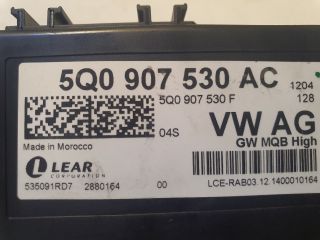 5Q0 907 530 AC 1204
5Q0 907 530 F 128
04S VW AG
Made in Morocco GW MQB High
LEAR
CORPORATION
535091RD7 2880164 00 LCE-RAB03.12.1400010164